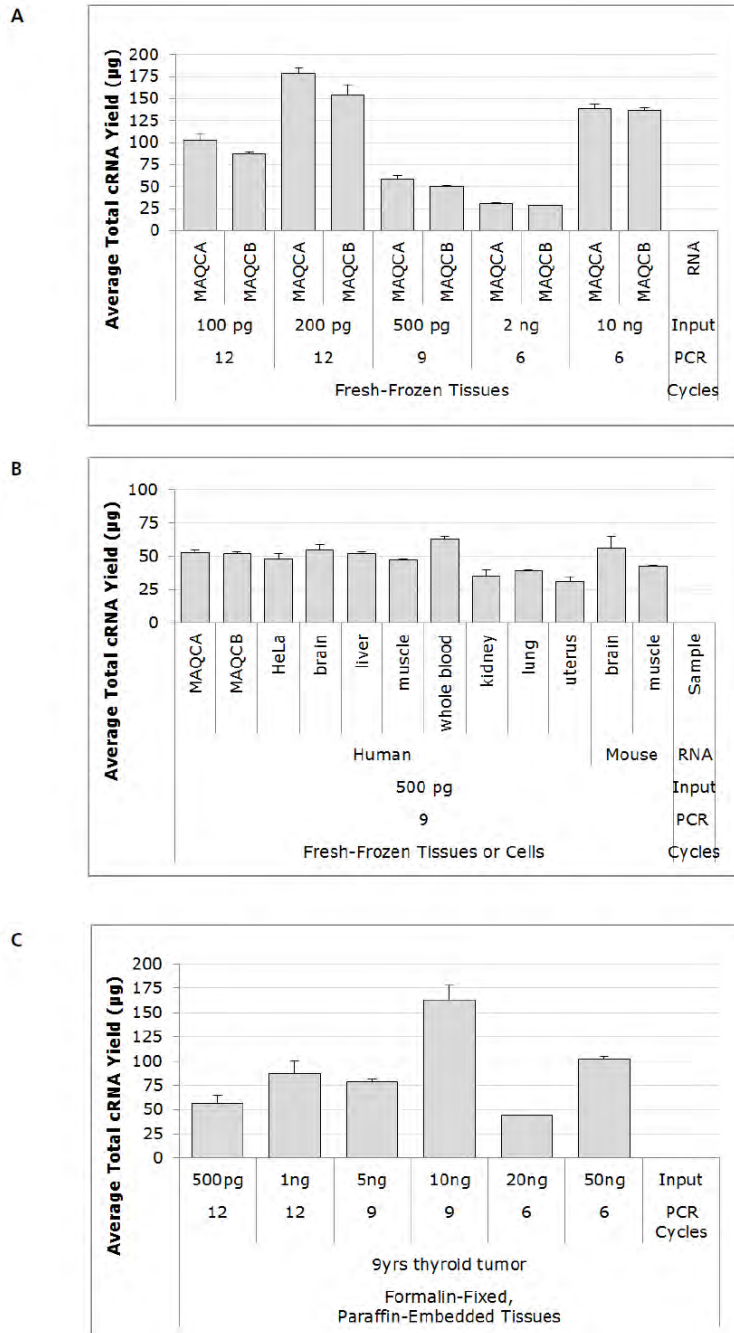 A
Average Total cRNA Yield (µg)
200
175
150
125
100
75
50
25
0
MAQCA MAQCB MAQCA MAQCB MAQCA MAQCB MAQCA MAQCB MAQCA MAQCB RNA
100 pg 200 pg 500 pg 2 ng 10 ng Input
12 12 9 6 6 PCR
Fresh-Frozen Tissues Cycles
B
Average Total cRNA Yield (µg)
100
75
50
25
0
MAQCA MAQCB HeLa brain liver muscle whole blood kidney lung uterus brain muscle Sample
Human Mouse RNA
500 pg Input
9 PCR
Fresh-Frozen Tissues or Cells Cycles
C
Average Total cRNA Yield (µg)
200
175
150
125
100
75
50
25
0
500pg 1ng 5ng 10ng 20ng 50ng Input
12 12 9 9 6 6 PCR
Cycles
9yrs thyroid tumor
Formalin-Fixed,
Paraffin-Embedded Tissues